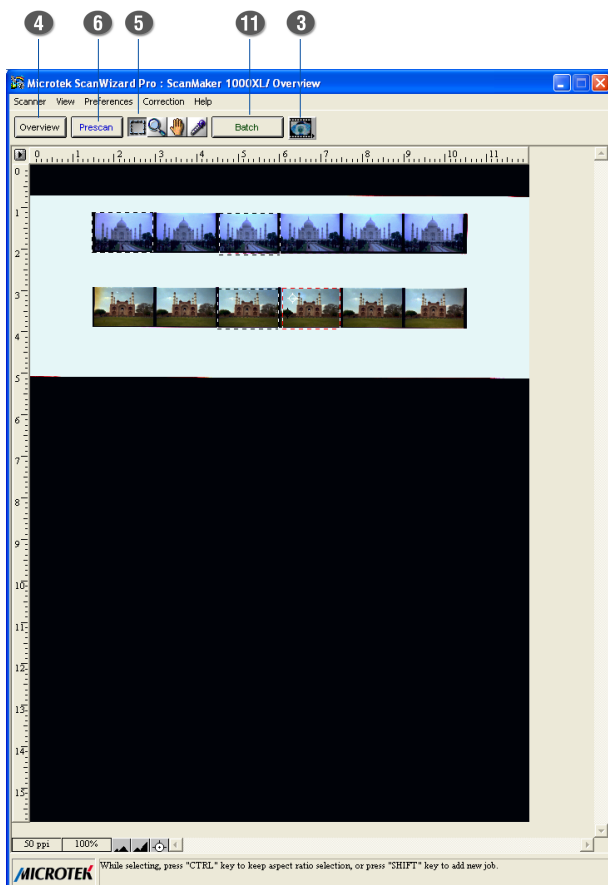 4 6 5 11 3
Microtek ScanWizard Pro : ScanMaker 1000XL/ Overview
Scanner View Preferences Correction Help
Overview Prescan Batch
0 1 2 3 4 5 6 7 8 9 10 11
0
1
2
3
4
5
6
7
8
9
10
11
12
13
14
15
50 ppi 100%
MICROTEK While selecting, press "CTRL" key to keep aspect ratio selection, or press "SHIFT" key to add new job.